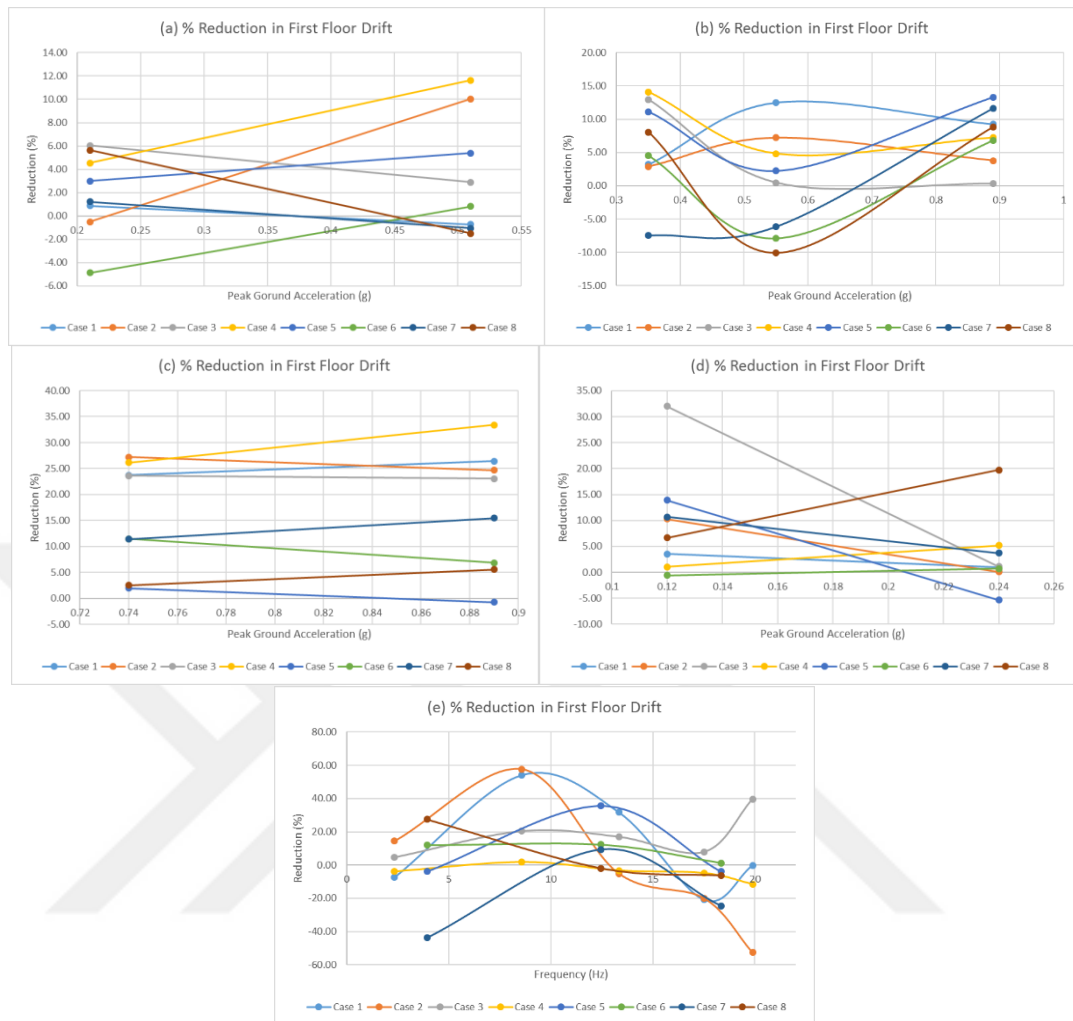 (a) % Reduction in First Floor Drift
14.00
12.00
10.00
8.00
6.00
4.00
2.00
0.00
-2.00
-4.00
-6.00
Reduction (%)
0.2 0.25 0.3 0.35 0.4 0.45 0.5 0.55
Peak Gorund Acceleration (g)
Case 1 Case 2 Case 3 Case 4 Case 5 Case 6 Case 7 Case 8
(b) % Reduction in First Floor Drift
20.00
15.00
10.00
5.00
0.00
-5.00
-10.00
-15.00
Reduction (%)
0.3 0.4 0.5 0.6 0.7 0.8 0.9 1
Peak Ground Acceleration (g)
Case 1 Case 2 Case 3 Case 4 Case 5 Case 6 Case 7 Case 8
(c) % Reduction in First Floor Drift
40.00
35.00
30.00
25.00
20.00
15.00
10.00
5.00
0.00
-5.00
Reduction (%)
0.72 0.74 0.76 0.78 0.8 0.82 0.84 0.86 0.88 0.9
Peak Ground Acceleration (g)
Case 1 Case 2 Case 3 Case 4 Case 5 Case 6 Case 7 Case 8
(d) % Reduction in First Floor Drift
35.00
30.00
25.00
20.00
15.00
10.00
5.00
0.00
-5.00
-10.00
Reduction (%)
0.1 0.12 0.14 0.16 0.18 0.2 0.22 0.24 0.26
Peak Ground Acceleration (g)
Case 1 Case 2 Case 3 Case 4 Case 5 Case 6 Case 7 Case 8
(e) % Reduction in First Floor Drift
80.00
60.00
40.00
20.00
0.00
-20.00
-40.00
-60.00
Reduction (%)
0 5 10 15 20
Frequency (Hz)
Case 1 Case 2 Case 3 Case 4 Case 5 Case 6 Case 7 Case 8